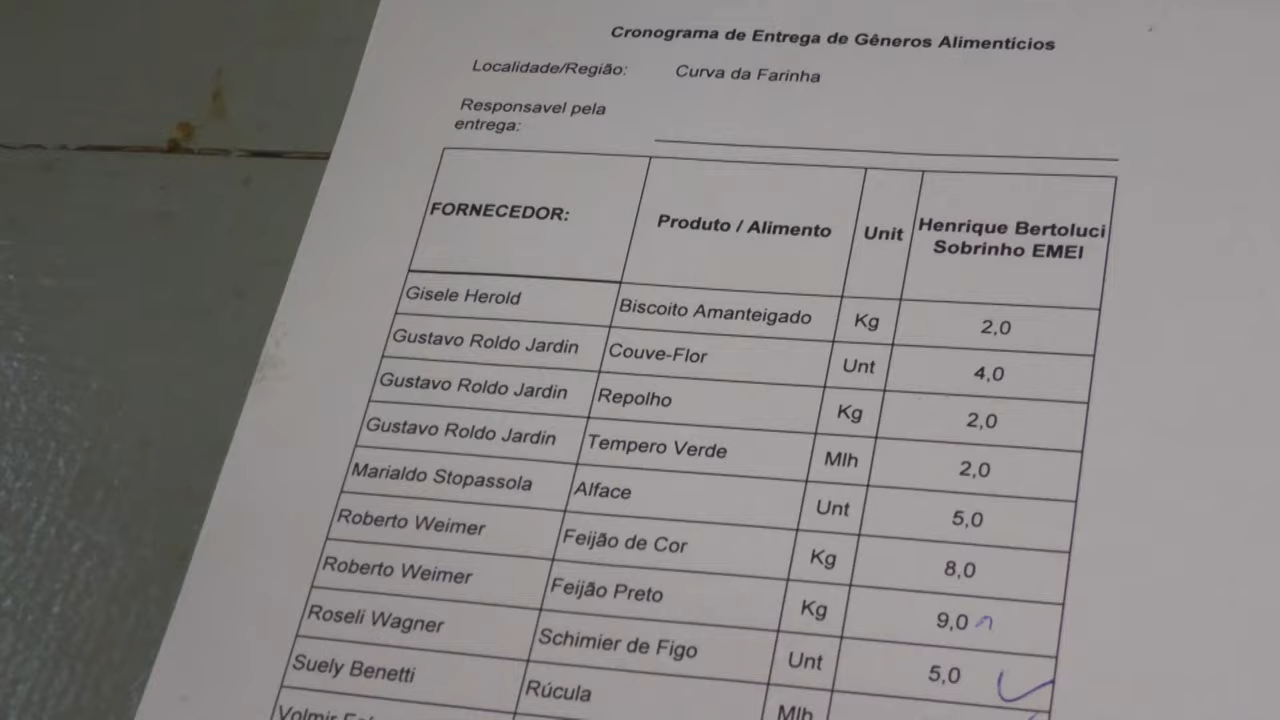 Cronograma de Entrega de Gêneros Alimentícios
Localidade/Região: Curva da Farinha
Responsavel pela
entrega:
FORNECEDOR: Produto / Alimento Unit Henrique Bertoluci
Sobrinho EMEI
Gisele Herold Biscoito Amanteigado Kg 2,0
Gustavo Roldo Jardin Couve-Flor Unt 4,0
Gustavo Roldo Jardin Repolho Kg 2,0
Gustavo Roldo Jardin Tempero Verde Mlh 2,0
Marialdo Stopassola Alface Unt 5,0
Roberto Weimer Feijão de Cor Kg 8,0
Roberto Weimer Feijão Preto Kg 9,0
Roseli Wagner Schimier de Figo Unt 5,0
Suely Benetti Rúcula Mlh
Volmir